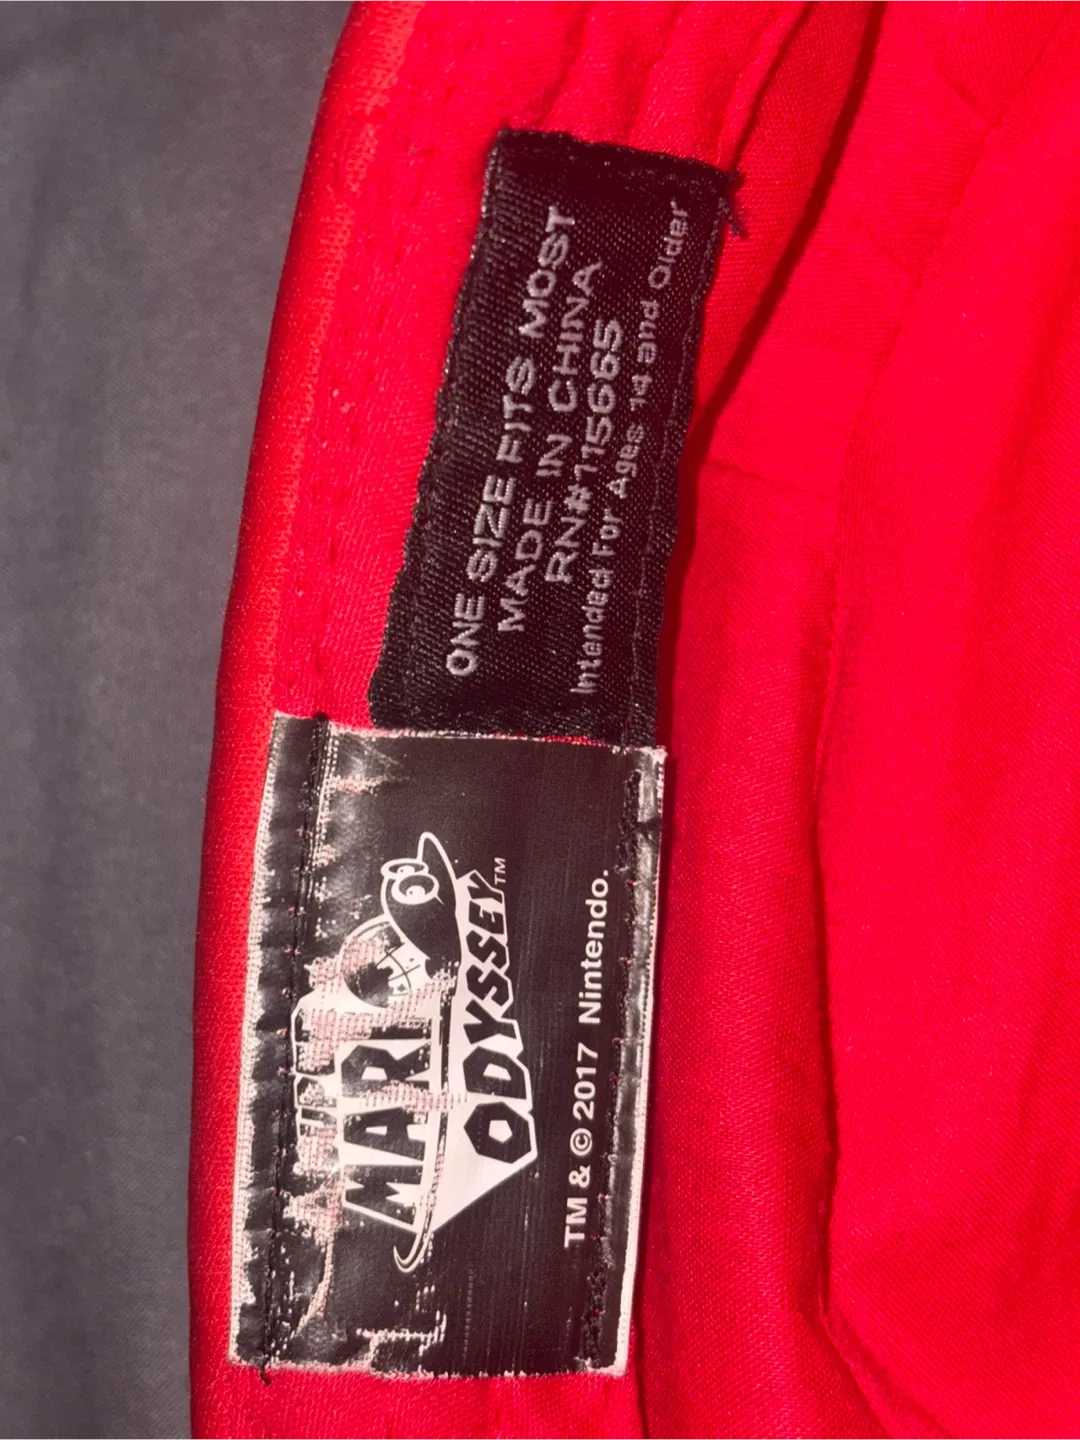 ONE SIZE FITS MOST
MADE IN CHINA
RN#115665
Intended For Ages 14 and Older
MARIO
ODYSSEY™
TM & © 2017 Nintendo.